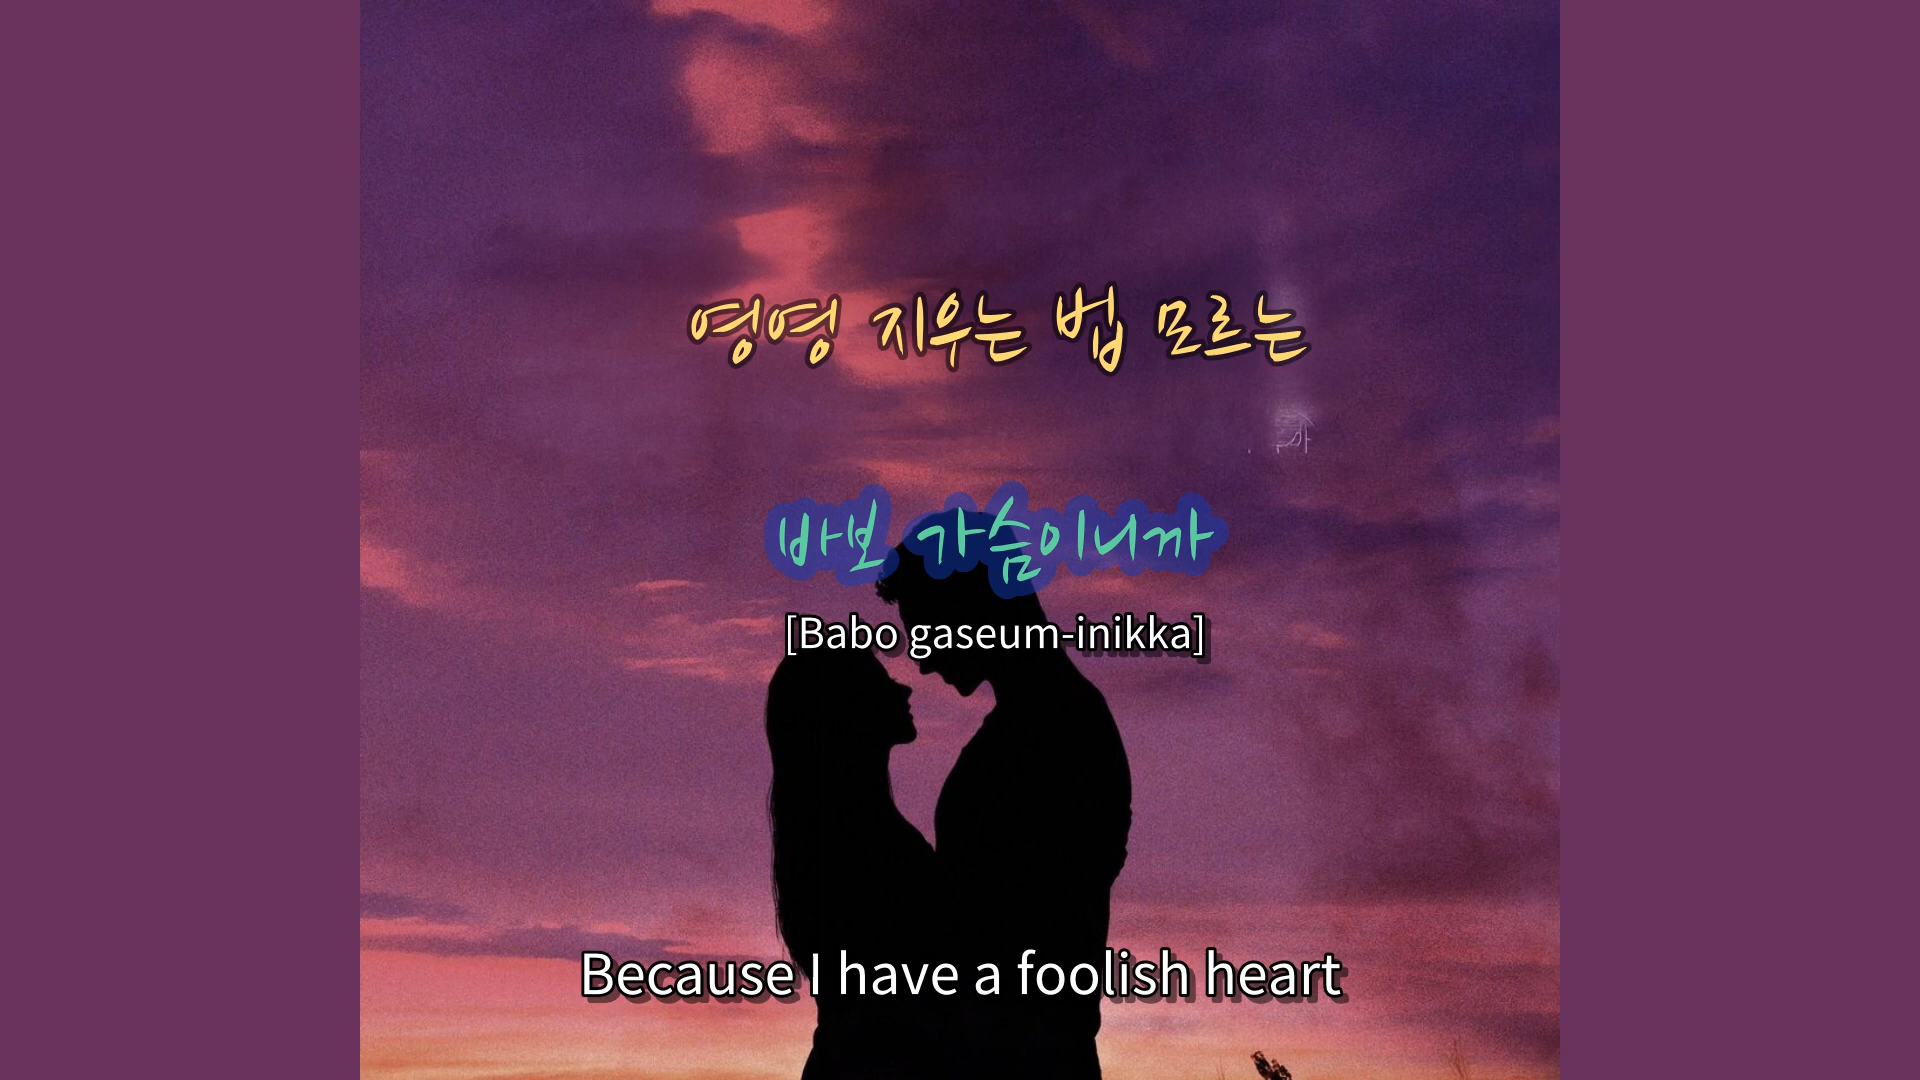 영영 지우는 법 모르는
바보 가슴이니까
[Babo gaseum-inikka]
Because I have a foolish heart